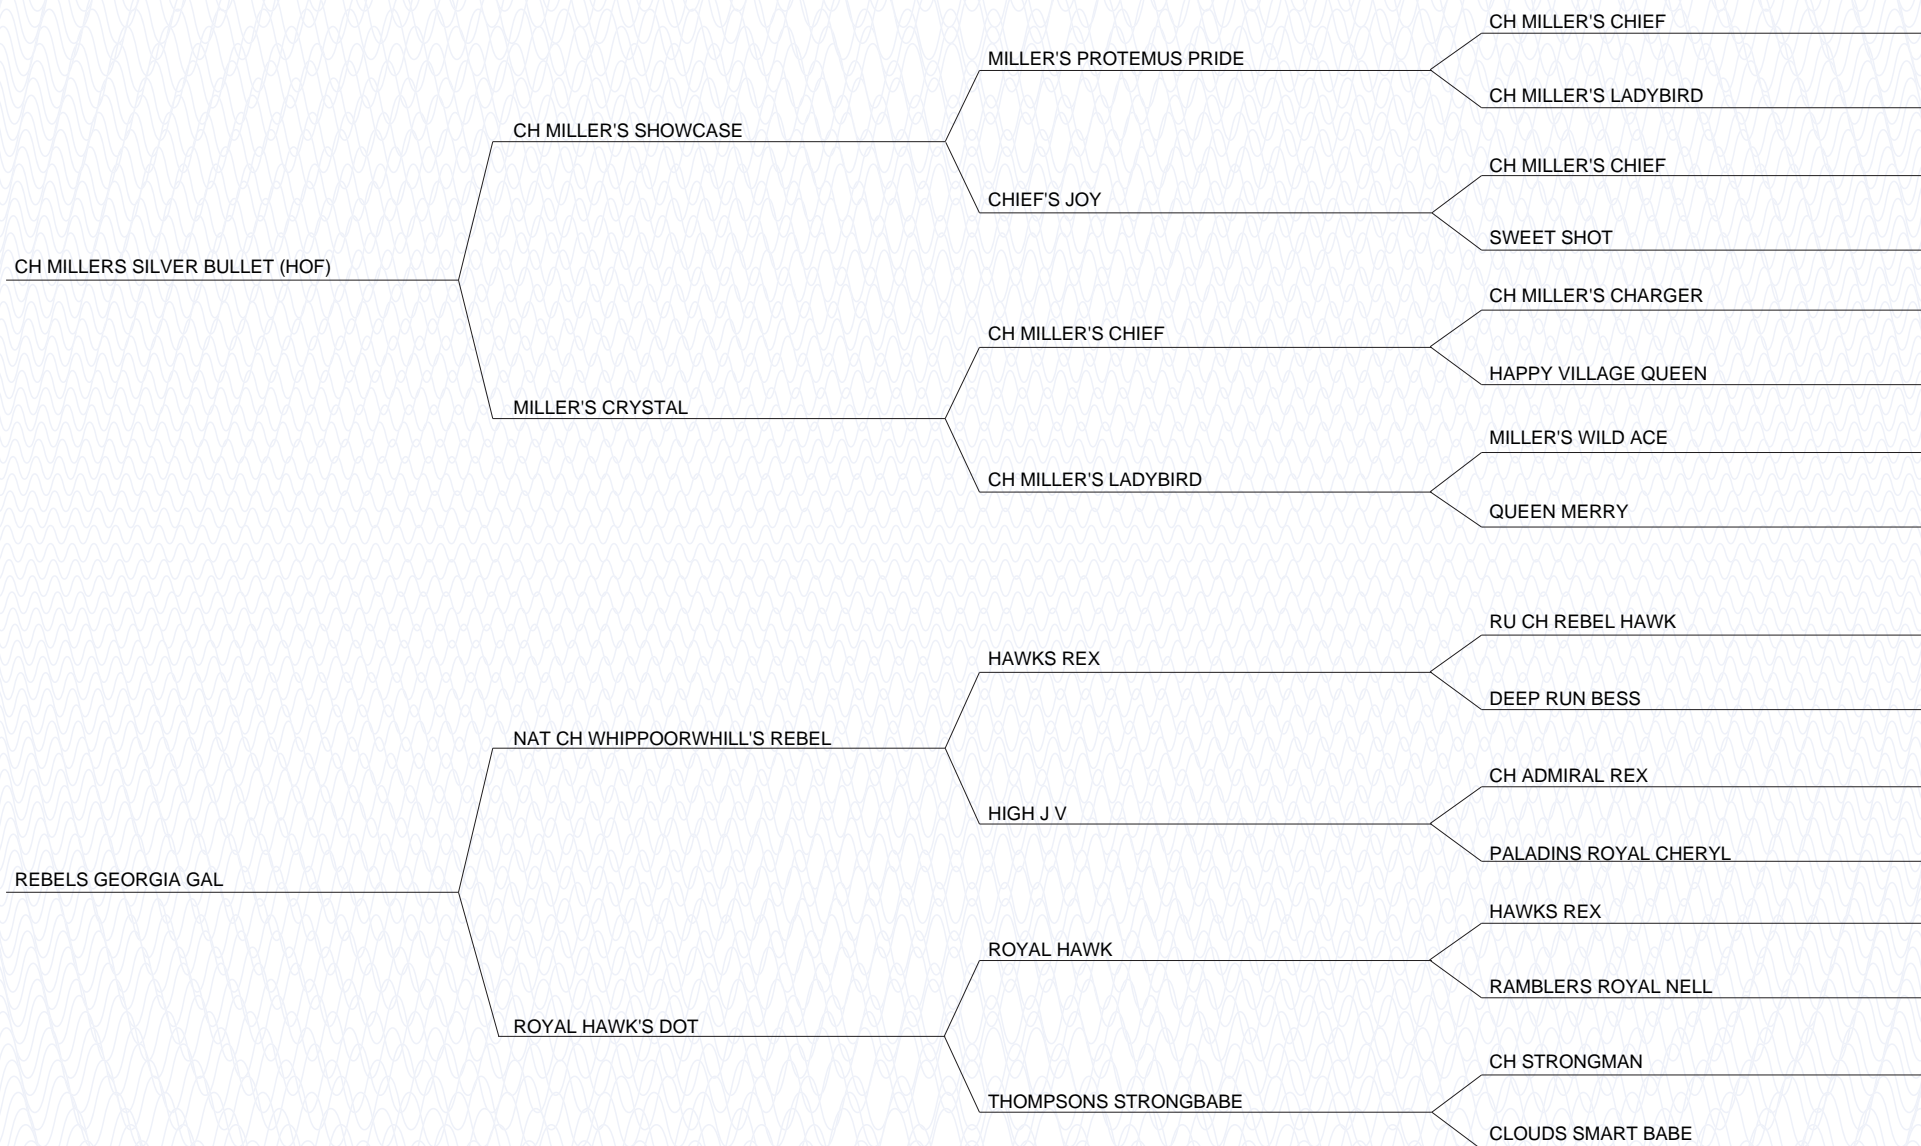 CH MILLER'S CHIEF
MILLER'S PROTEMUS PRIDE
CH MILLER'S LADYBIRD
CH MILLER'S SHOWCASE
CH MILLER'S CHIEF
CHIEF'S JOY
SWEET SHOT
CH MILLERS SILVER BULLET (HOF)
CH MILLER'S CHARGER
CH MILLER'S CHIEF
HAPPY VILLAGE QUEEN
MILLER'S CRYSTAL
MILLER'S WILD ACE
CH MILLER'S LADYBIRD
QUEEN MERRY
RU CH REBEL HAWK
HAWKS REX
DEEP RUN BESS
NAT CH WHIPPOORWHILL'S REBEL
CH ADMIRAL REX
HIGH J V
PALADINS ROYAL CHERYL
REBELS GEORGIA GAL
HAWKS REX
ROYAL HAWK
RAMBLERS ROYAL NELL
ROYAL HAWK'S DOT
CH STRONGMAN
THOMPSONS STRONGBABE
CLOUDS SMART BABE